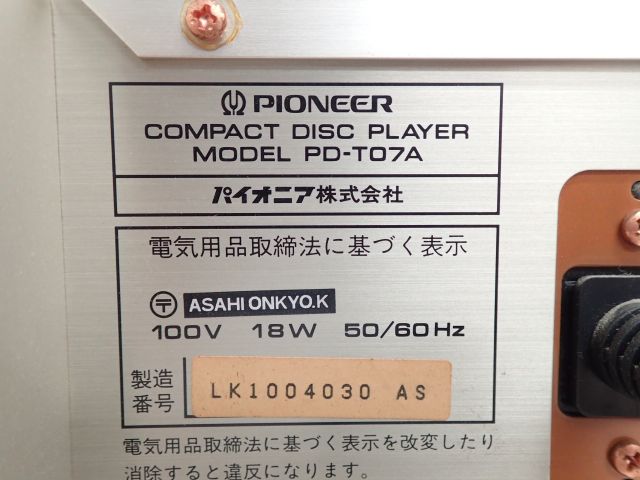 PIONEER
COMPACT DISC PLAYER
MODEL PD-T07A
パイオニア株式会社
電気用品取締法に基づく表示
〒 ASAHI ONKYO.K
100V 18W 50/60Hz
製造番号 LK1004030 AS
電気用品取締法に基づく表示を改変したり
消除すると違反になります。